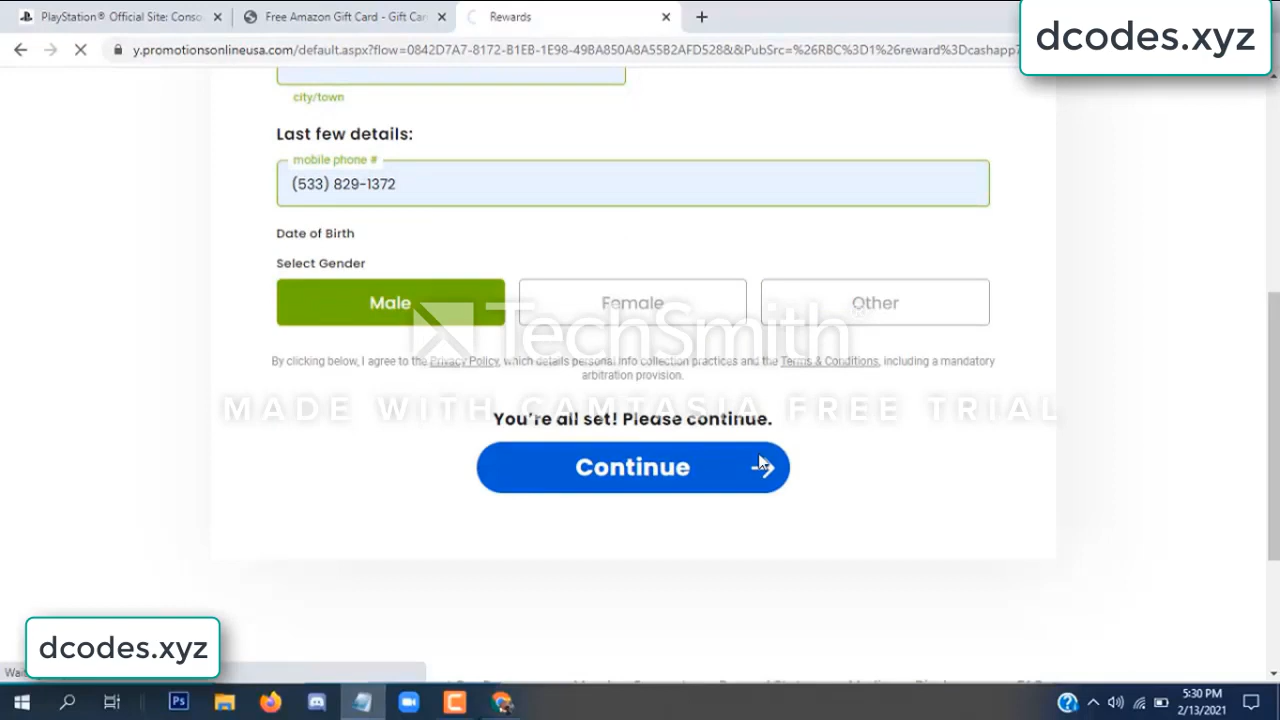 PlayStation® Official Site: Conso
Free Amazon Gift Card - Gift Car
Rewards
y.promotionsonlineusa.com/default.aspx?flow=0842D7A7-8172-B1EB-1E98-49BA850A8A55B2AFD528&&PubSrc=%26RBC%3D1%26reward%3Dcashapp7
dcodes.xyz
city/town
Last few details:
mobile phone #
(533) 829-1372
Date of Birth
Select Gender
Male
Female
Other
TechSmith
By clicking below, I agree to the Privacy Policy, which details personal info collection practices and the Terms & Conditions, including a mandatory
arbitration provision.
MADE WITH CAMTASIA FREE TRIAL
You're all set! Please continue.
Continue
dcodes.xyz
Ps
5:30 PM
2/13/2021